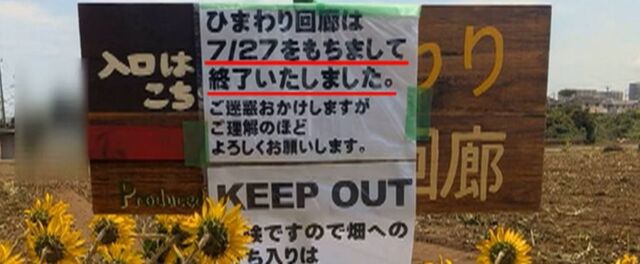 ひまわり回廊は
7/27をもちまして
終了いたしました。
ご迷惑おかけしますが
ご理解のほど
よろしくお願いします。
KEEP OUT
ですので畑への
ち入りは
入口は
こち
わり
回廊
Produced